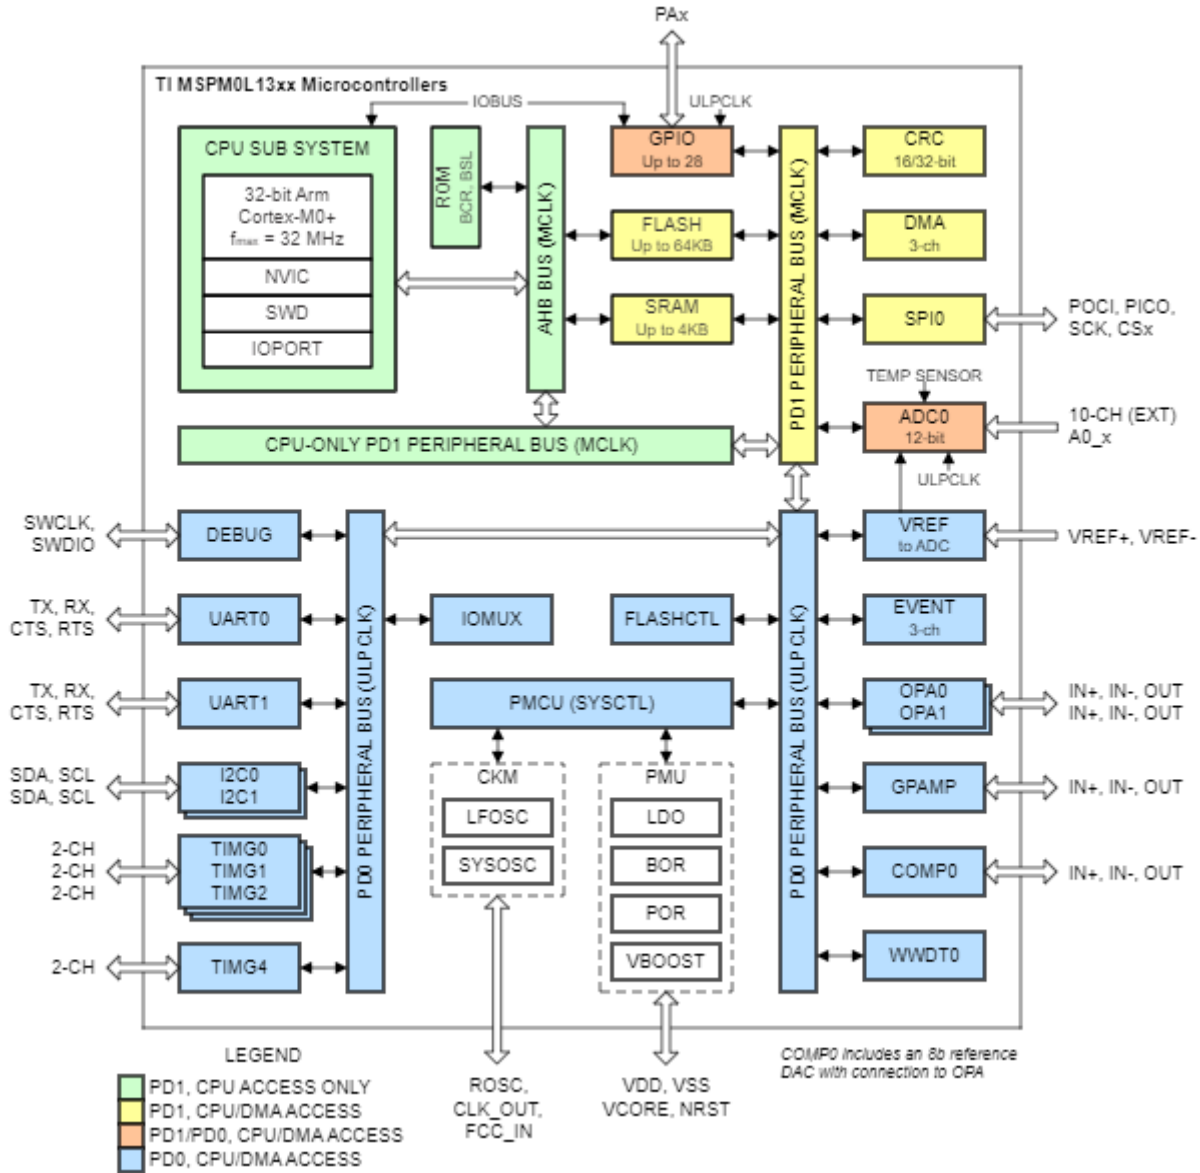 PAx
TI MSPM0L13xx Microcontrollers
IOBUS
ULPCLK
CPU SUB SYSTEM
32-bit Arm
Cortex-M0+
fmax = 32 MHz
NVIC
SWD
IOPORT
ROM
BCR, BSL
AHB BUS (MCLK)
GPIO
Up to 28
FLASH
Up to 64KB
SRAM
Up to 4KB
PD1 PERIPHERAL BUS (MCLK)
CRC
16/32-bit
DMA
3-ch
SPI0
POCI, PICO,
SCK, CSx
TEMP SENSOR
ADC0
12-bit
10-CH (EXT)
A0_x
ULPCLK
CPU-ONLY PD1 PERIPHERAL BUS (MCLK)
SWCLK,
SWDIO
DEBUG
TX, RX,
CTS, RTS
UART0
TX, RX,
CTS, RTS
UART1
SDA, SCL
SDA, SCL
I2C0
I2C1
2-CH
2-CH
2-CH
TIMG0
TIMG1
TIMG2
2-CH
TIMG4
PD0 PERIPHERAL BUS (ULPCLK)
IOMUX
FLASHCTL
PMCU (SYSCTL)
CKM
LFOSC
SYSOSC
PMU
LDO
BOR
POR
VBOOST
PD0 PERIPHERAL BUS (ULPCLK)
VREF
to ADC
VREF+, VREF-
EVENT
3-ch
OPA0
OPA1
IN+, IN-, OUT
IN+, IN-, OUT
GPAMP
IN+, IN-, OUT
COMP0
IN+, IN-, OUT
WWDT0
LEGEND
PD1, CPU ACCESS ONLY
PD1, CPU/DMA ACCESS
PD1/PD0, CPU/DMA ACCESS
PD0, CPU/DMA ACCESS
ROSC,
CLK_OUT,
FCC_IN
VDD, VSS
VCORE, NRST
COMP0 includes an 8b reference
DAC with connection to OPA